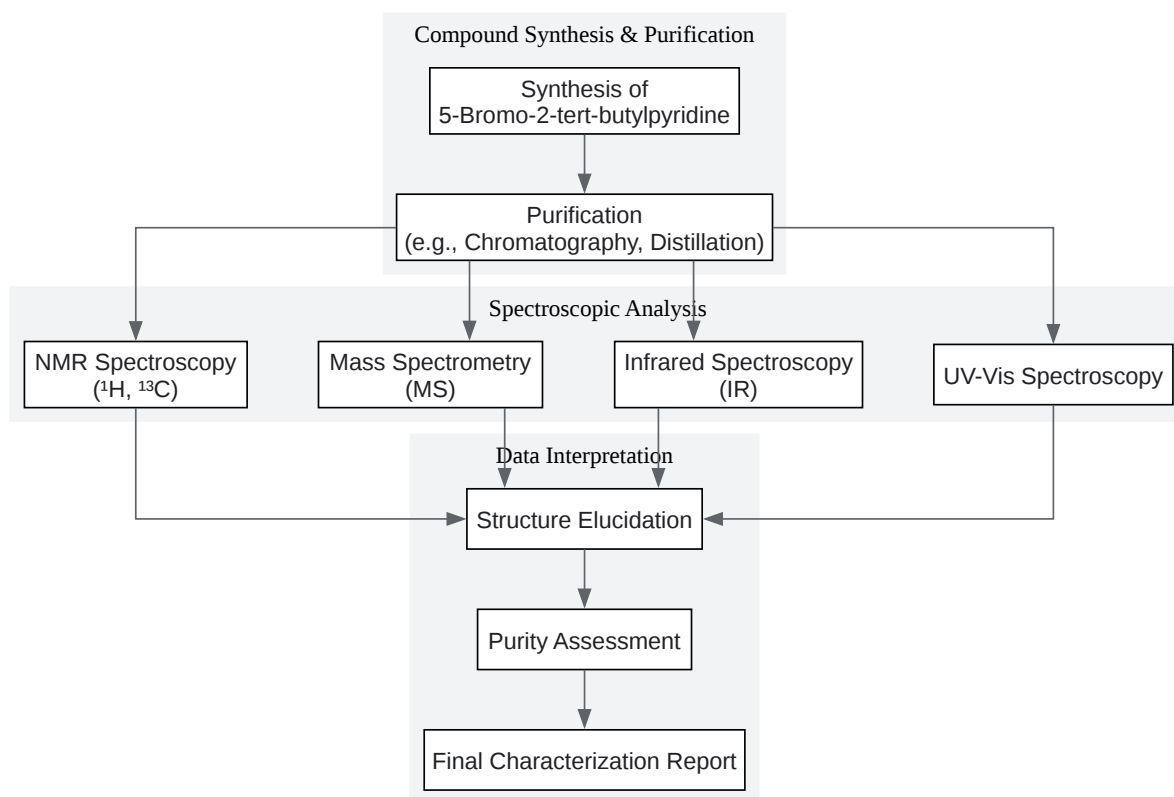 Compound Synthesis & Purification
Synthesis of
5-Bromo-2-tert-butylpyridine
Purification
(e.g., Chromatography, Distillation)
Spectroscopic Analysis
NMR Spectroscopy
(¹H, ¹³C)
Mass Spectrometry
(MS)
Infrared Spectroscopy
(IR)
UV-Vis Spectroscopy
Data Interpretation
Structure Elucidation
Purity Assessment
Final Characterization Report